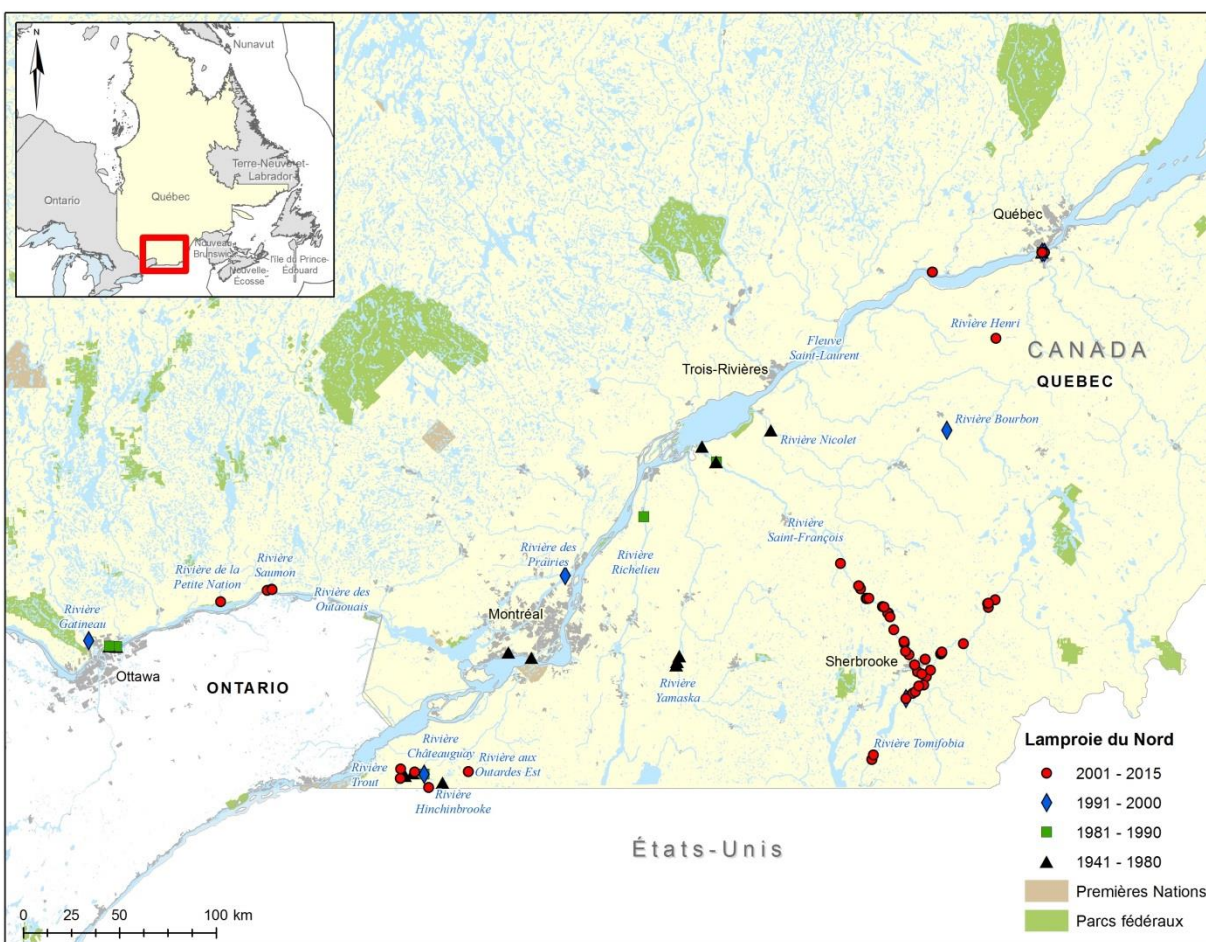 N
Nunavut
Terre-Neuve-et-
Labrador
Ontario
Québec
Nouveau-
Brunswick
Nouvelle-
Écosse
île du Prince-
Édouard
Québec
Rivière Henri
CANADA
QUEBEC
Fleuve
Saint-Laurent
Trois-Rivières
Rivière Bourbon
Rivière Nicolet
Rivière
Saint-François
Rivière
Richelieu
Rivière des
Prairies
Rivière de la
Petite Nation
Rivière
Saumon
Rivière des
Outaouais
Rivière
Gatineau
Montréal
Ottawa
ONTARIO
Rivière
Yamaska
Sherbrooke
Rivière Tomifobia
Rivière
Châteauguay
Rivière aux
Outardes Est
Rivière
Trout
Rivière
Hinchinbrooke
États-Unis
Lamproie du Nord
2001 - 2015
1991 - 2000
1981 - 1990
1941 - 1980
Premières Nations
Parcs fédéraux
0 25 50 100 km